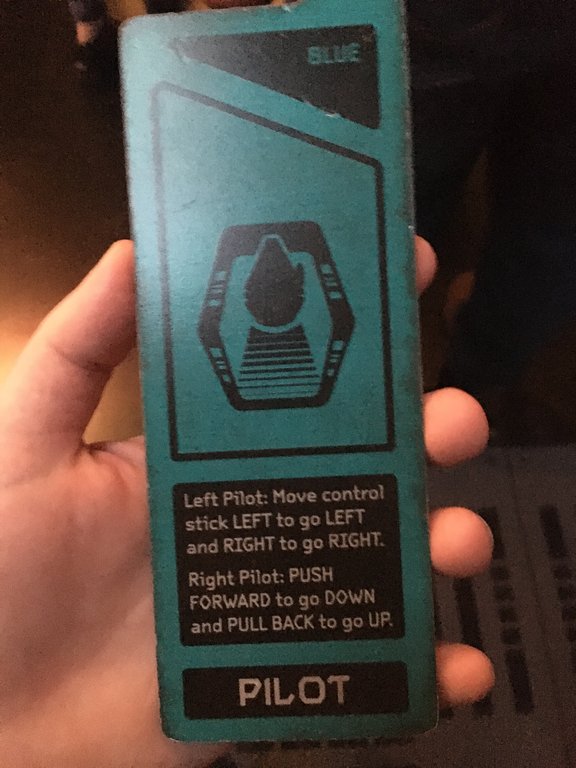 BLUE
Left Pilot: Move control
stick LEFT to go LEFT
and RIGHT to go RIGHT.
Right Pilot: PUSH
FORWARD to go DOWN
and PULL BACK to go UP.
PILOT